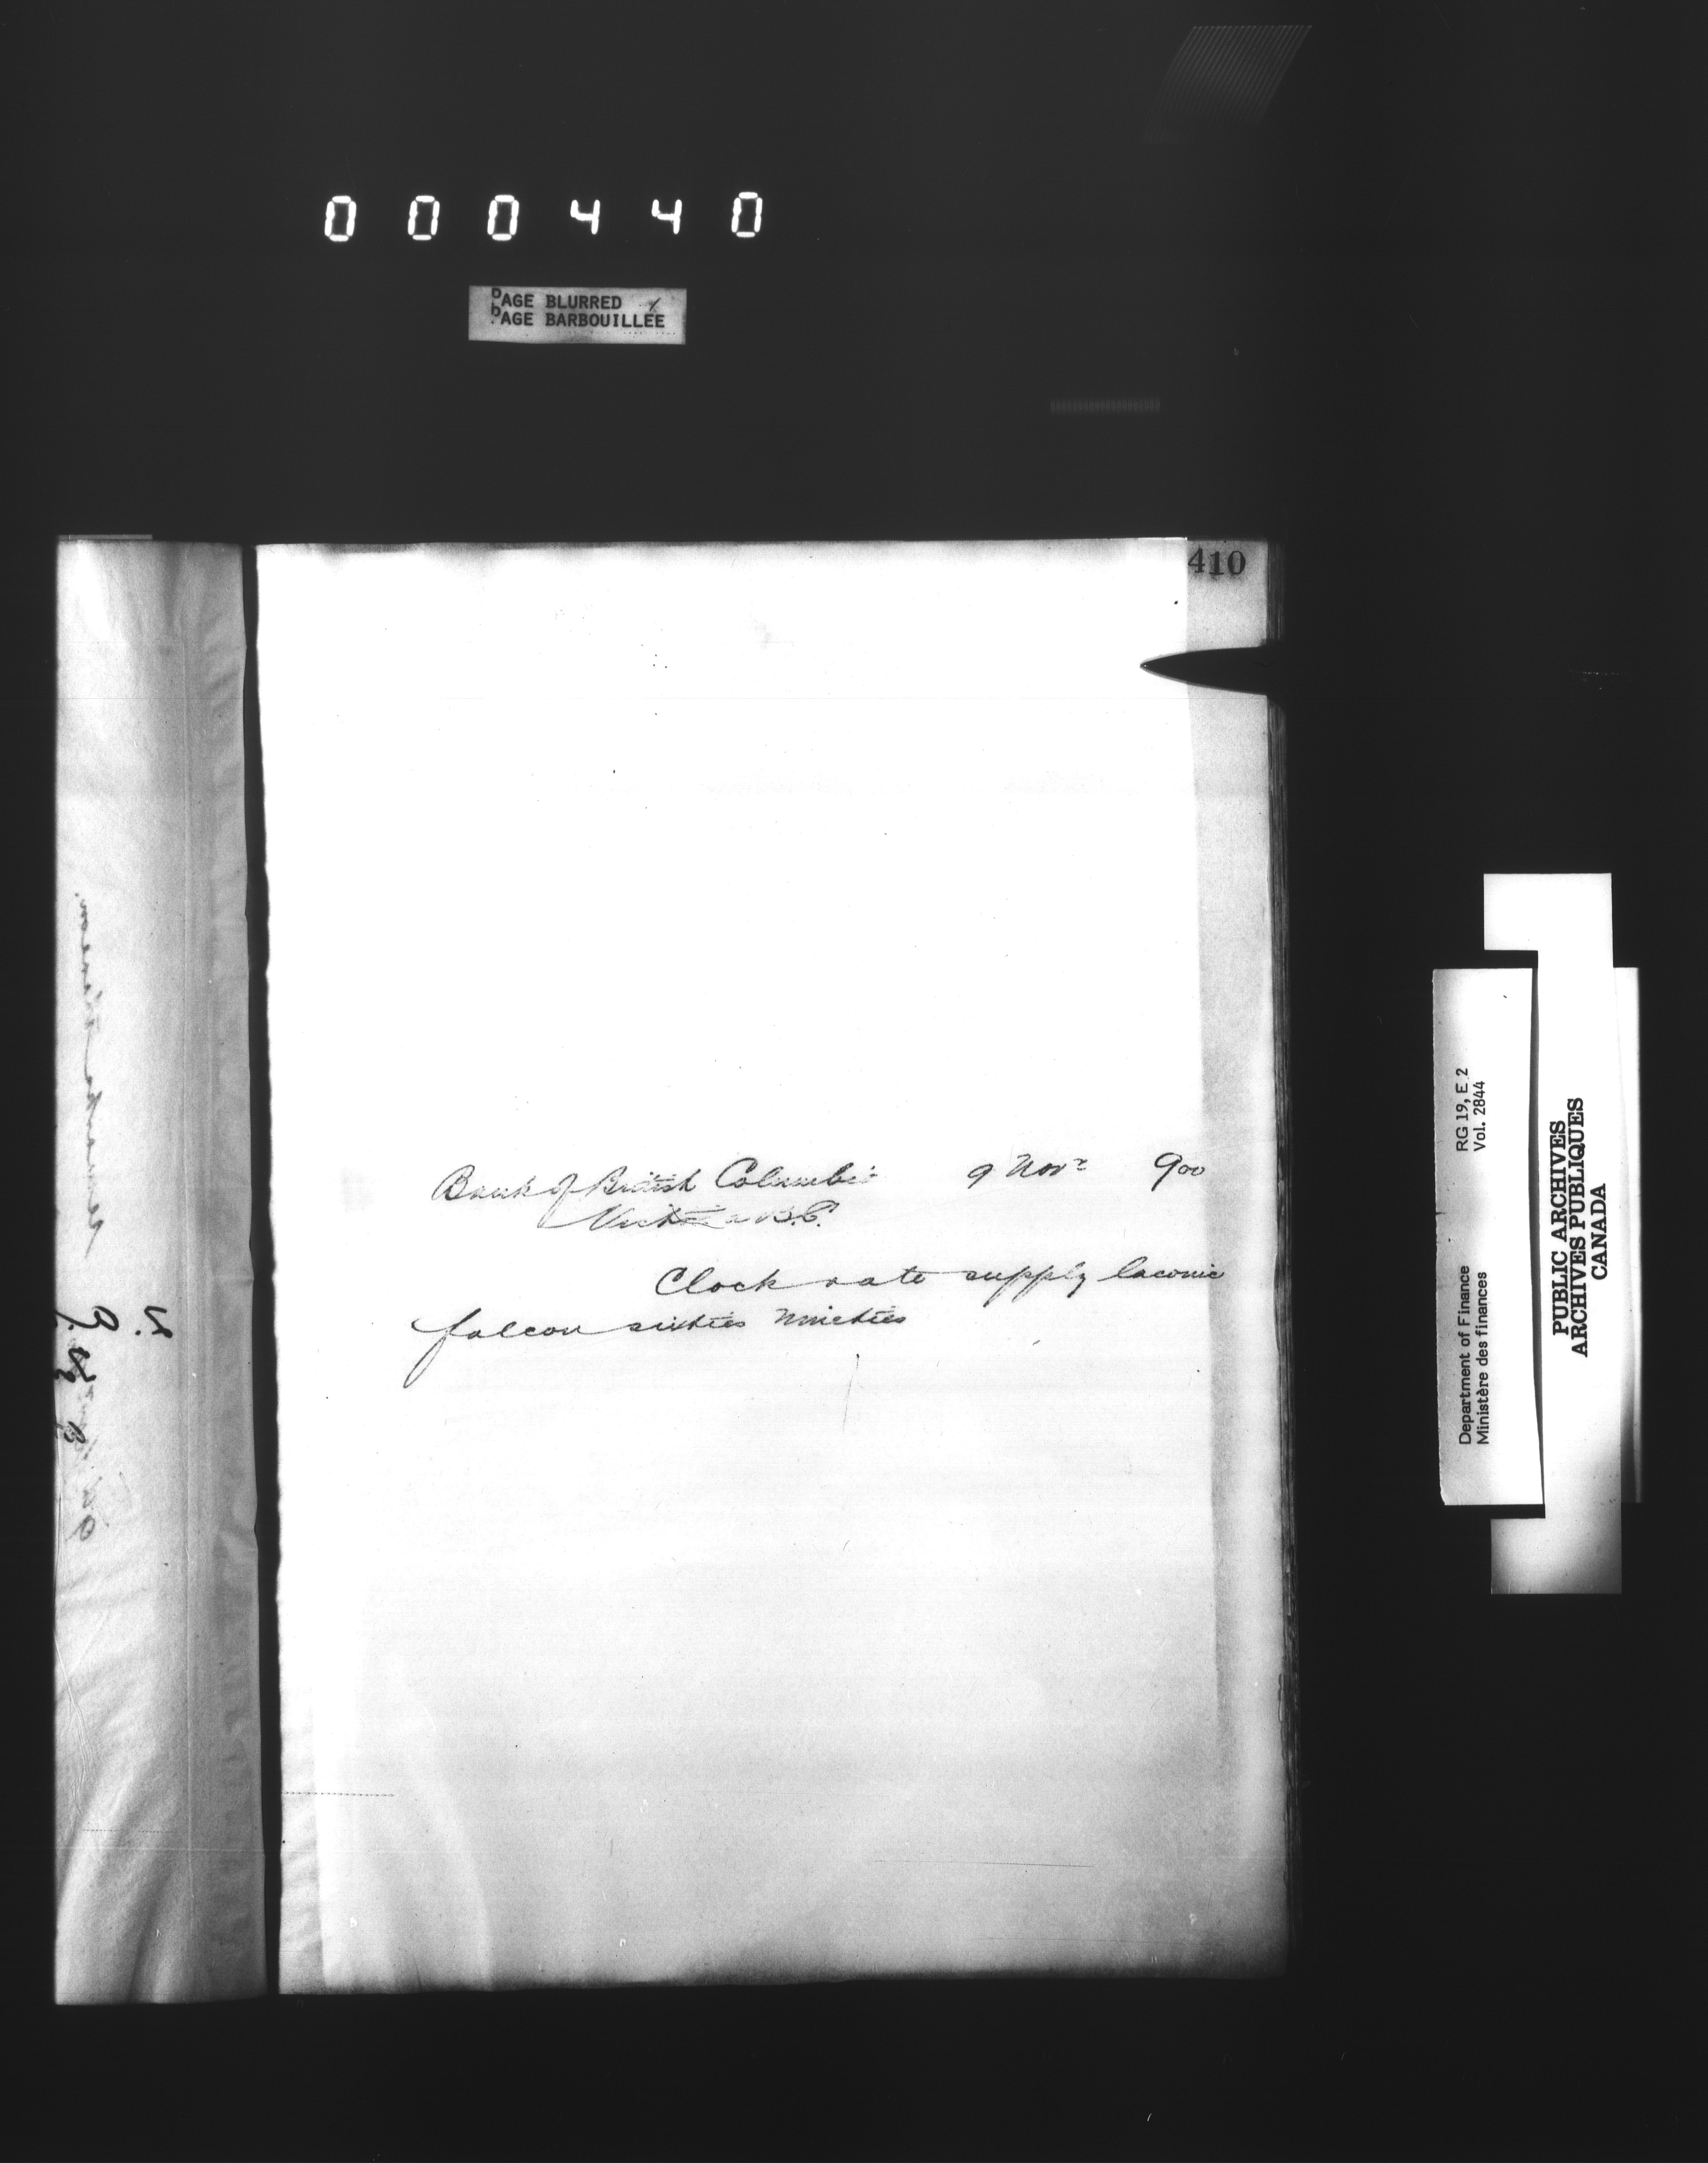 000440
PAGE BLURRED
PAGE BARBOUILLÉE
410
Bank of British Columbia 9 Novr 900
Victoria B.C.
Clock rate supply laconic
falcon sixties nineties
RG 19, E 2
Vol. 2844
Department of Finance
Ministère des finances
PUBLIC ARCHIVES
ARCHIVES PUBLIQUES
CANADA